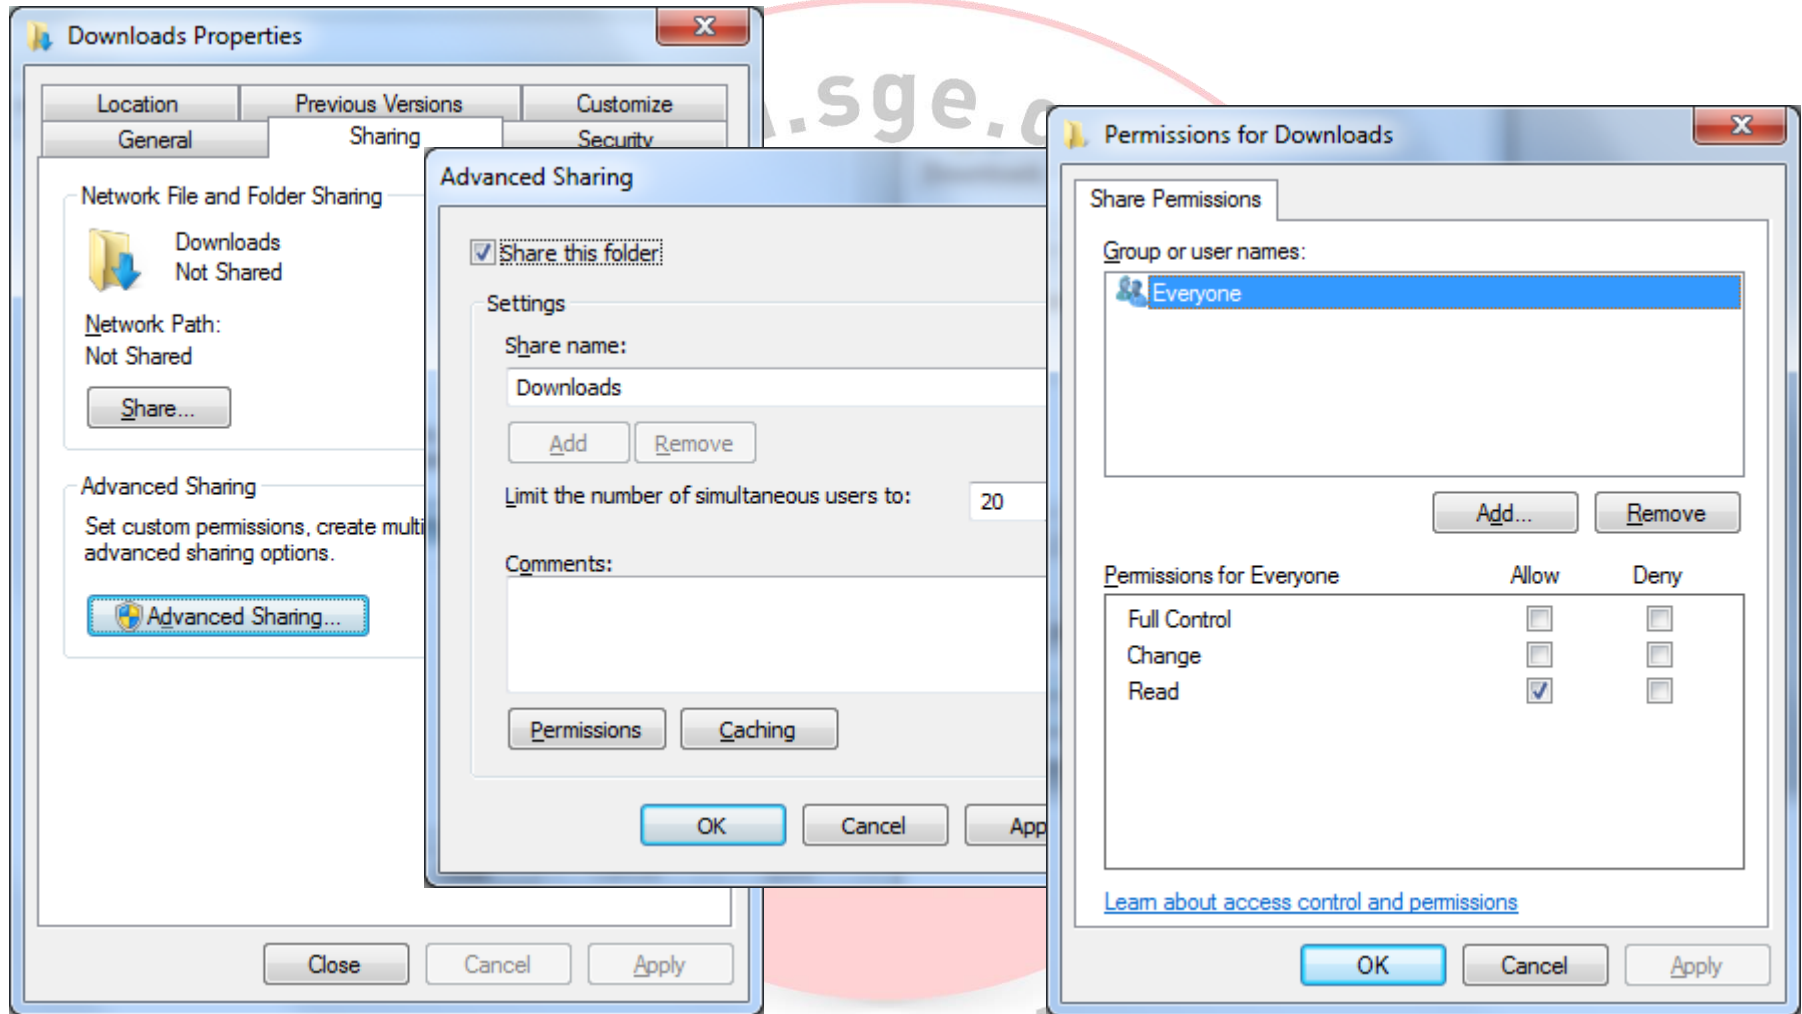 Downloads Properties
Location
Previous Versions
Customize
General
Sharing
Security
Network File and Folder Sharing
Downloads
Not Shared
Network Path:
Not Shared
Share...
Advanced Sharing
Set custom permissions, create multi
advanced sharing options.
Advanced Sharing...
Close
Cancel
Apply
.sge.
Advanced Sharing
Share this folder
Settings
Share name:
Downloads
Add
Remove
Limit the number of simultaneous users to:
20
Comments:
Permissions
Caching
OK
Cancel
App
Permissions for Downloads
Share Permissions
Group or user names:
Everyone
Add...
Remove
Permissions for Everyone
Allow
Deny
Full Control
Change
Read
Learn about access control and permissions
OK
Cancel
Apply